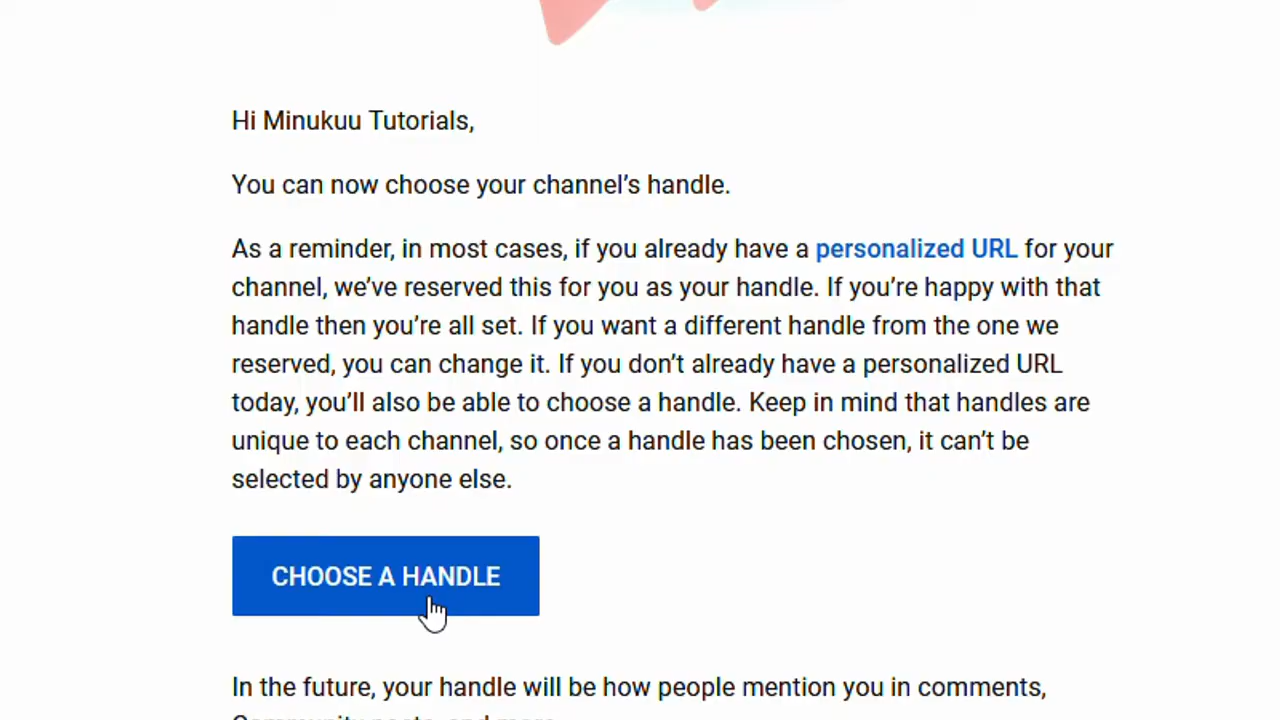 Hi Minukuu Tutorials,
You can now choose your channel’s handle.
As a reminder, in most cases, if you already have a personalized URL for your
channel, we’ve reserved this for you as your handle. If you’re happy with that
handle then you’re all set. If you want a different handle from the one we
reserved, you can change it. If you don’t already have a personalized URL
today, you’ll also be able to choose a handle. Keep in mind that handles are
unique to each channel, so once a handle has been chosen, it can’t be
selected by anyone else.
CHOOSE A HANDLE
In the future, your handle will be how people mention you in comments,
Community posts, and more.